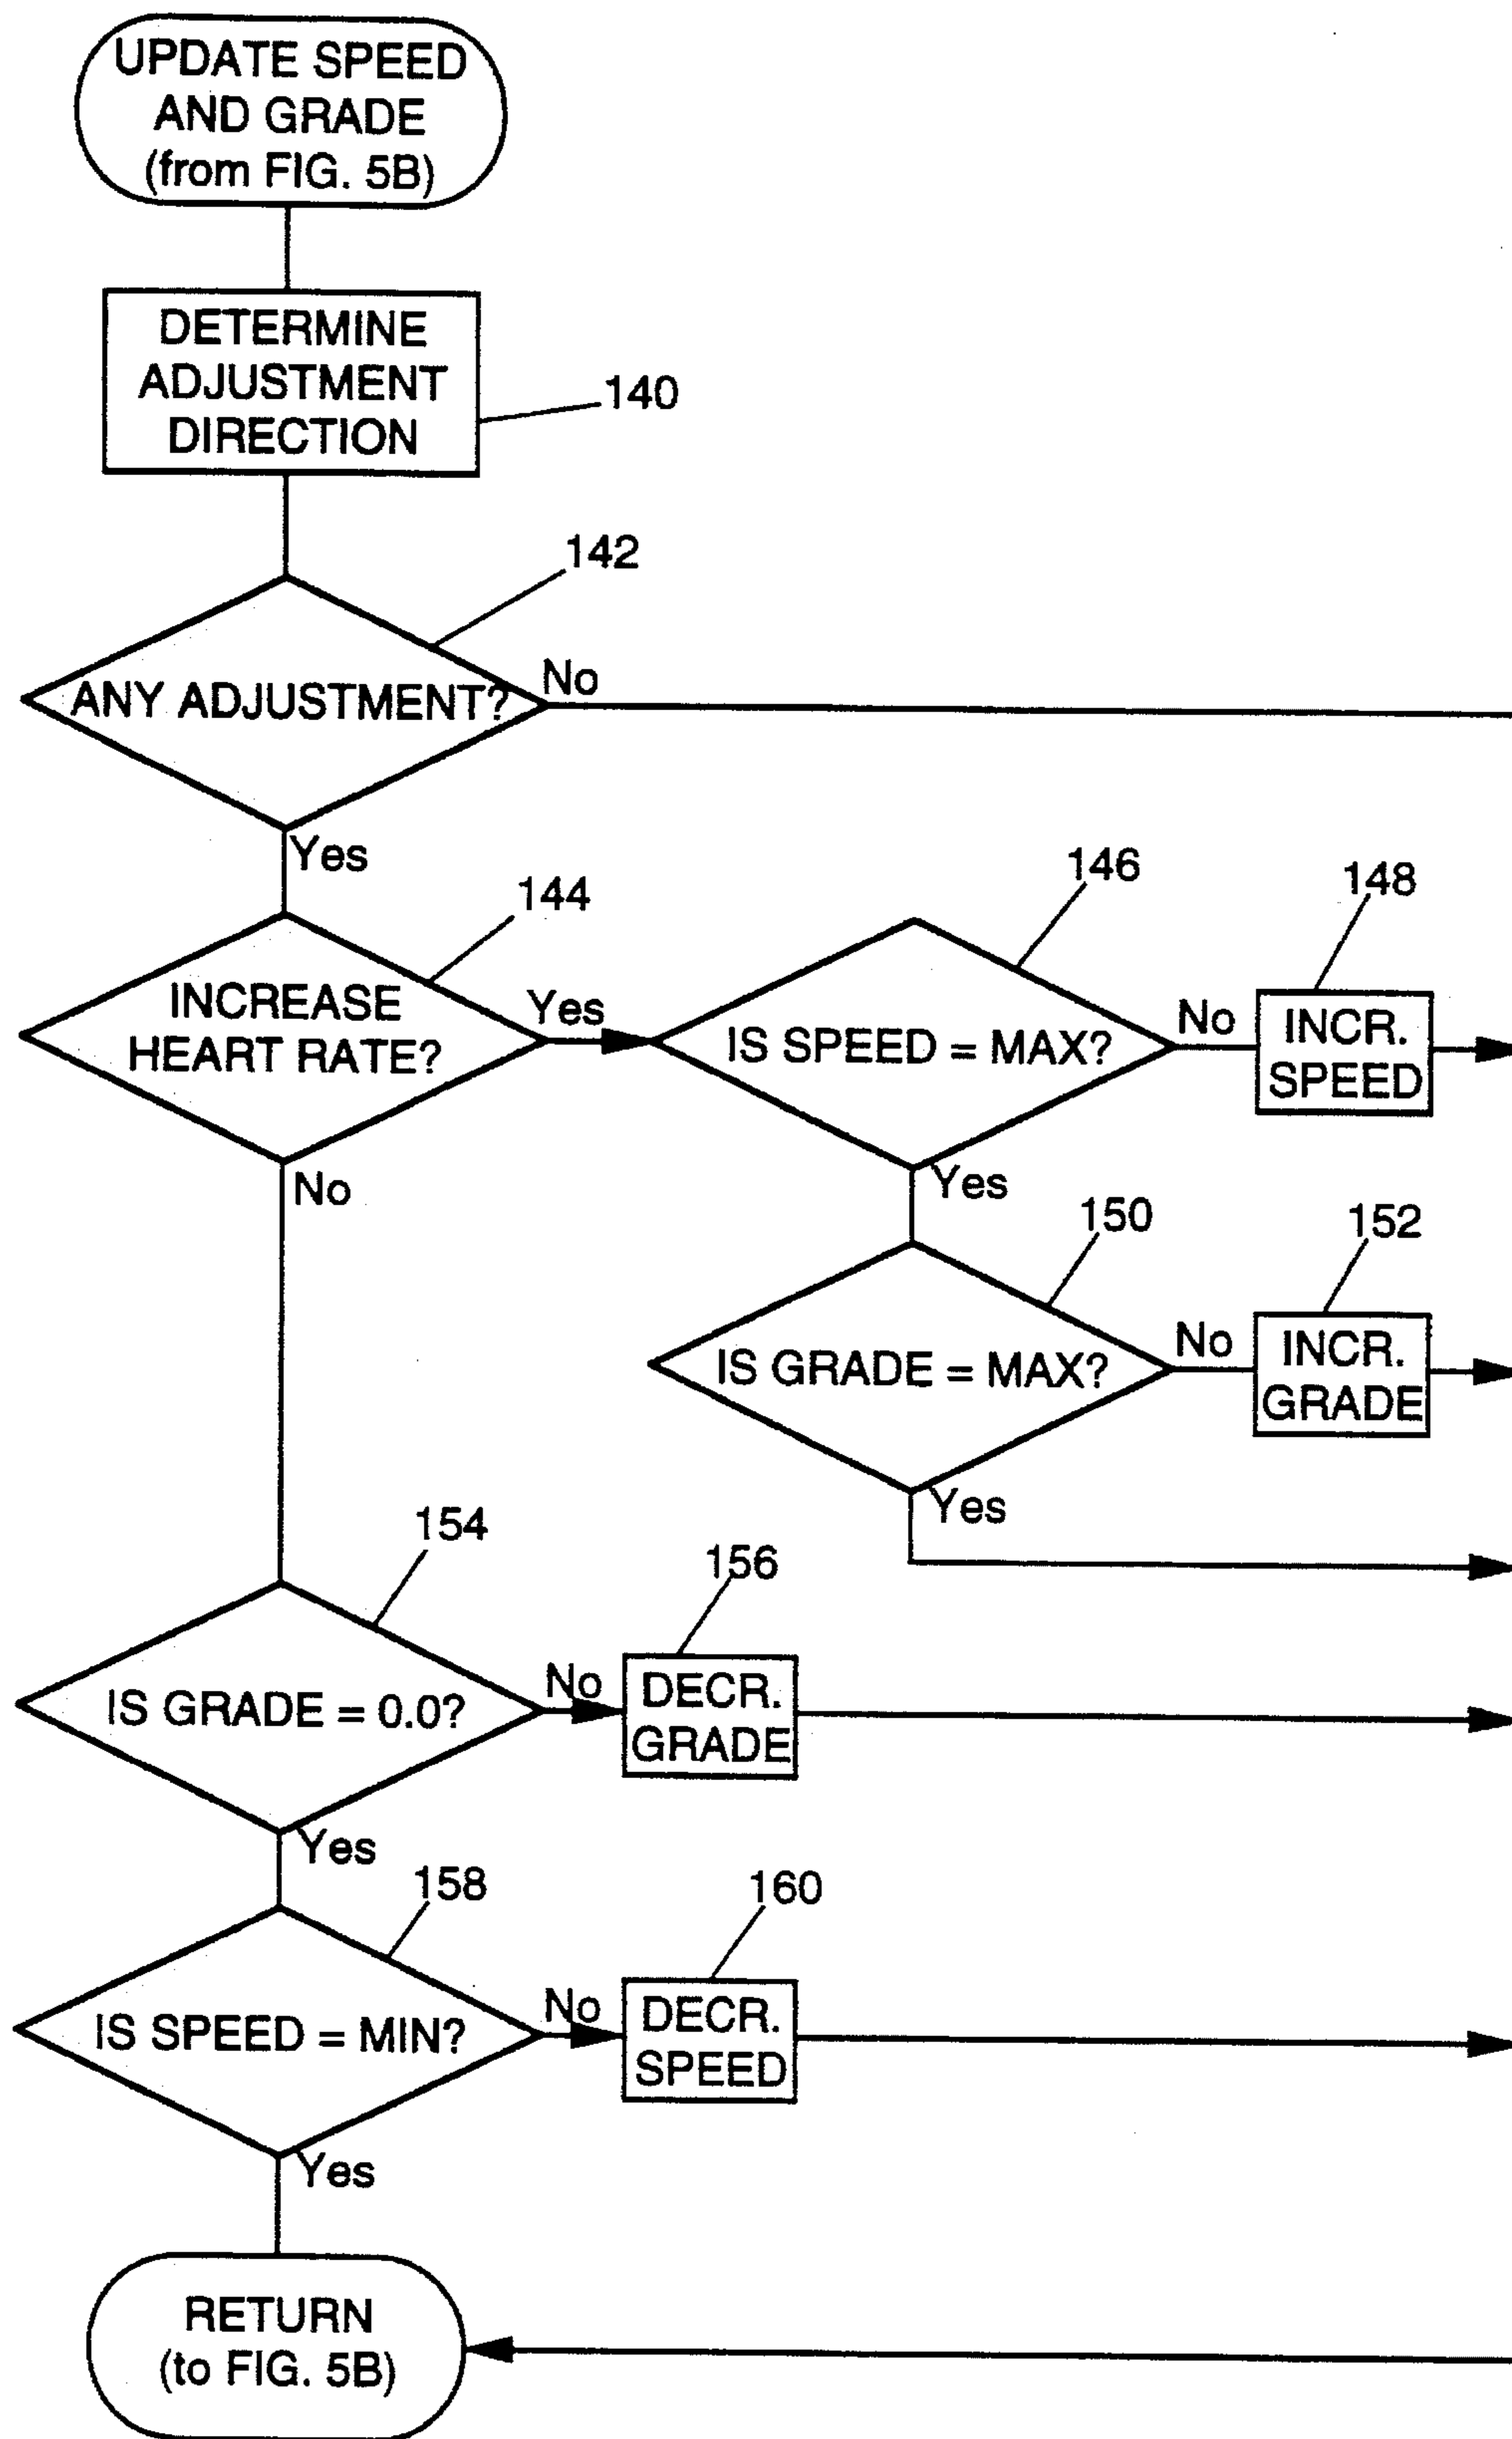 UPDATE SPEED
AND GRADE
(from FIG. 5B)
DETERMINE
ADJUSTMENT
DIRECTION
140
142
ANY ADJUSTMENT?
No
Yes
144
146
148
INCREASE
HEART RATE?
Yes
IS SPEED = MAX?
No
INCR.
SPEED
No
Yes
150
152
IS GRADE = MAX?
No
INCR.
GRADE
Yes
154
156
IS GRADE = 0.0?
No
DECR.
GRADE
Yes
158
160
IS SPEED = MIN?
No
DECR.
SPEED
Yes
RETURN
(to FIG. 5B)